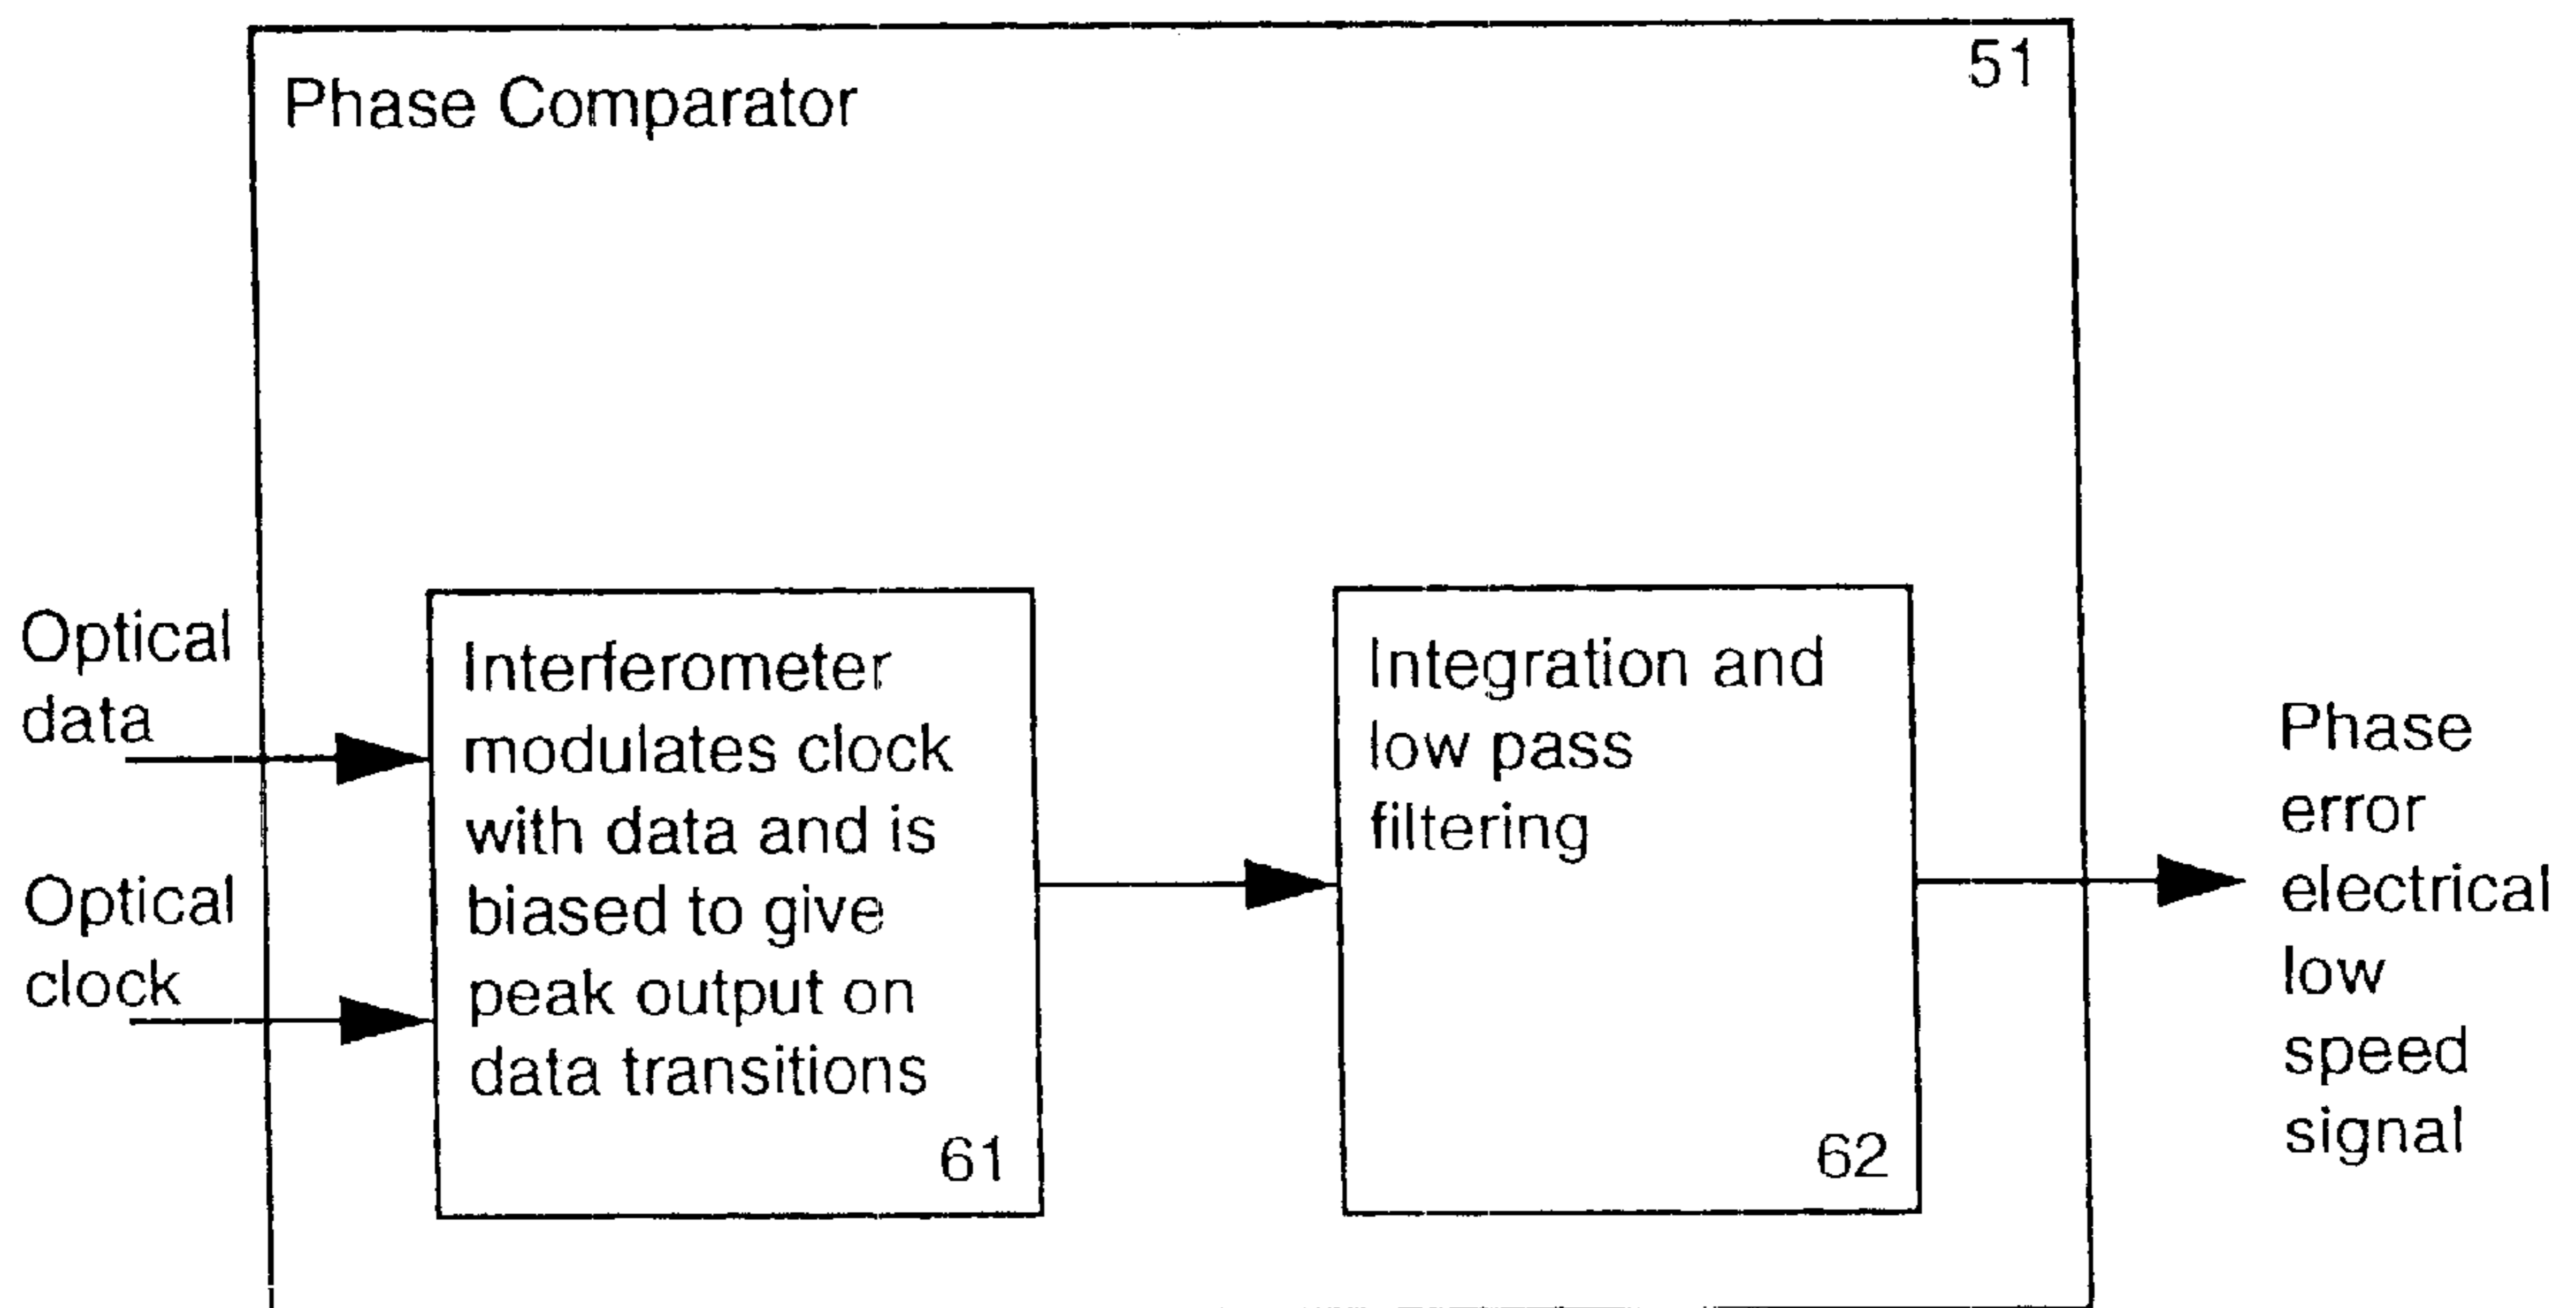 51
Phase Comparator
Optical
data
Optical
clock
Interferometer
modulates clock
with data and is
biased to give
peak output on
data transitions
61
Integration and
low pass
filtering
62
Phase
error
electrical
low
speed
signal